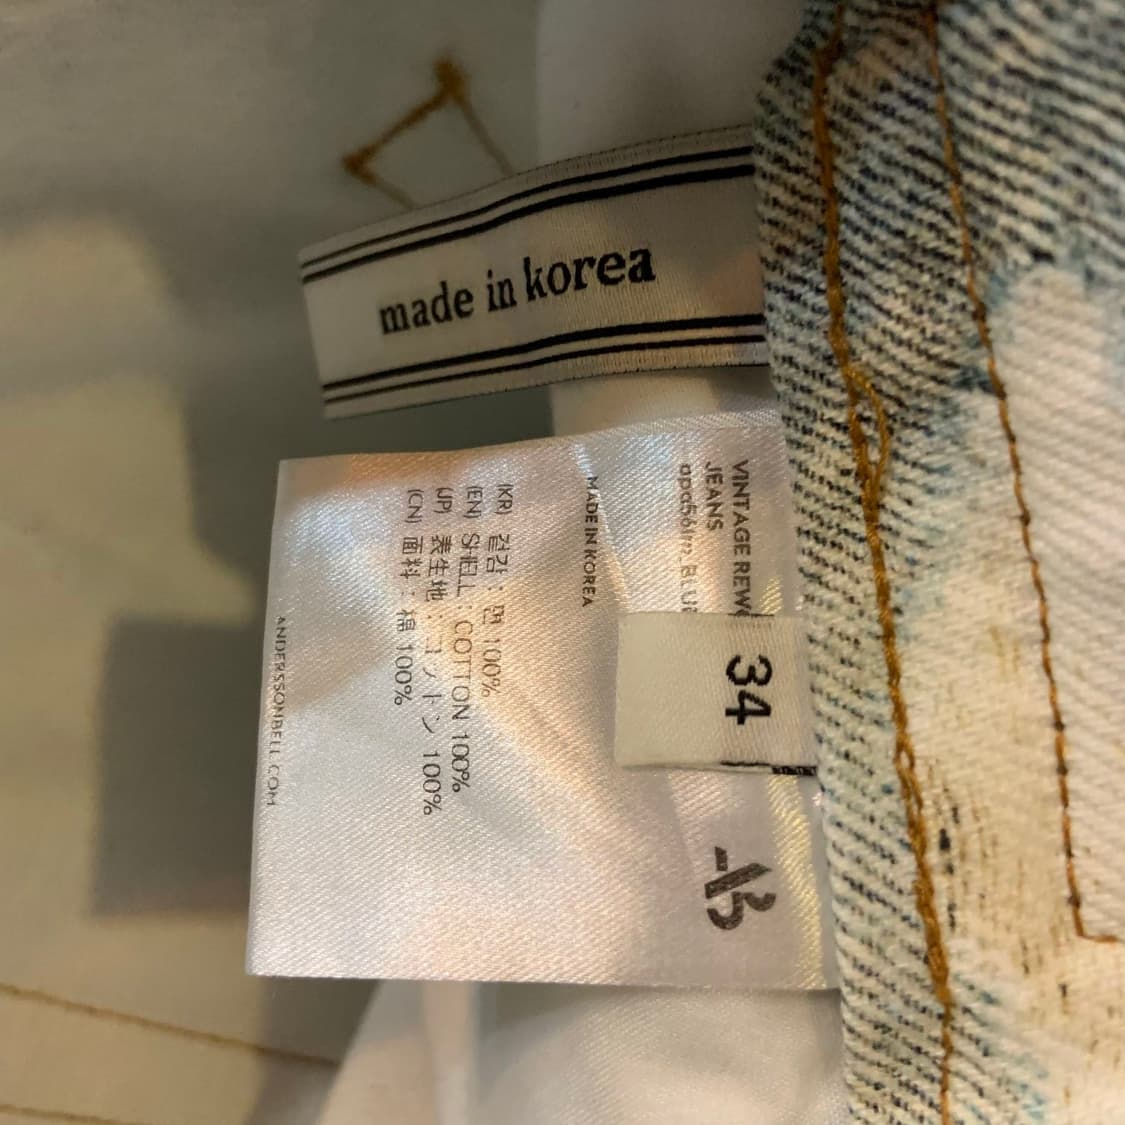 made in korea
VINTAGE REW
JEANS
BLUE
34
MADE IN KOREA
(KR) 겉감 : 면 100%
(EN) SHELL : COTTON 100%
(JP) 表生地 : コットン 100%
(CN) 面料 : 棉 100%
ANDERSSONBELL.COM